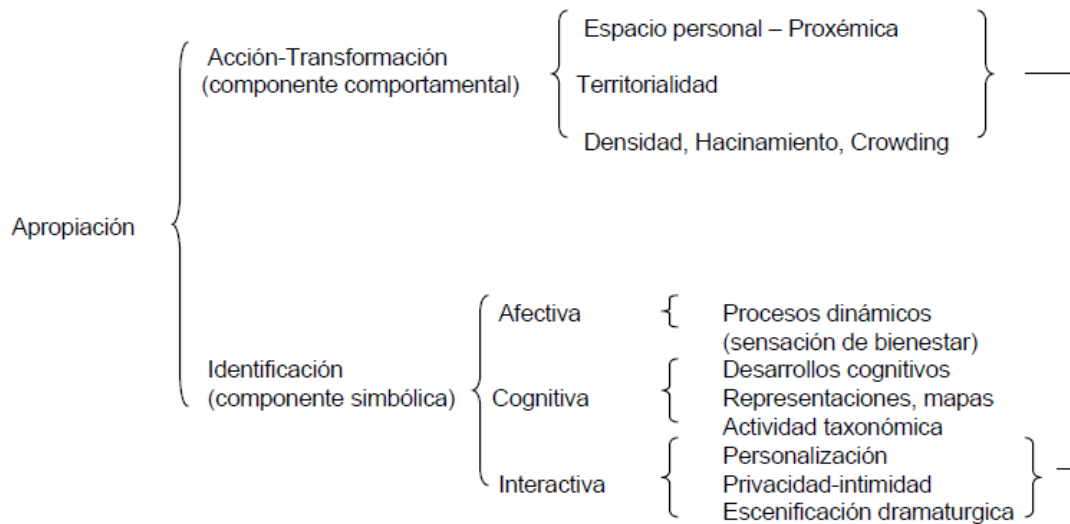 Espacio personal – Proxémica
Acción-Transformación
(componente comportamental)
Territorialidad
Densidad, Hacinamiento, Crowding
Apropiación
Afectiva
Procesos dinámicos
(sensación de bienestar)
Identificación
(componente simbólica)
Cognitiva
Desarrollos cognitivos
Representaciones, mapas
Actividad taxonómica
Interactiva
Personalización
Privacidad-intimidad
Escenificación dramaturgica